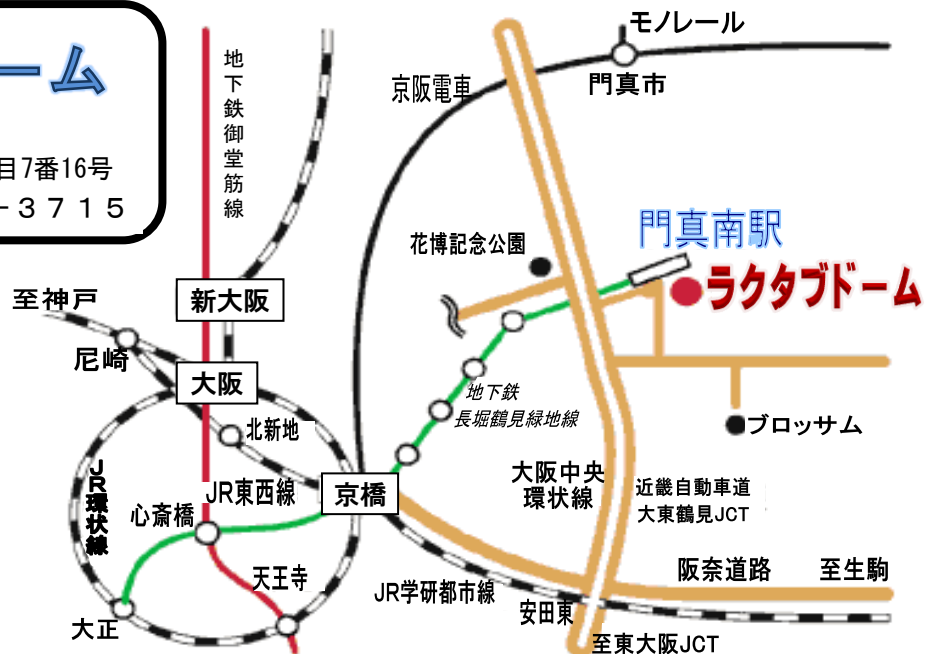 ーム
目7番16号
-3715
地下鉄御堂筋線
モノレール
京阪電車
門真市
花博記念公園
門真南駅
ラクタブドーム
至神戸
新大阪
尼崎
大阪
北新地
地下鉄
長堀鶴見緑地線
ブロッサム
JR環状線
JR東西線
京橋
心斎橋
大阪中央
環状線
近畿自動車道
大東鶴見JCT
天王寺
大正
JR学研都市線
安田東
阪奈道路
至生駒
至東大阪JCT